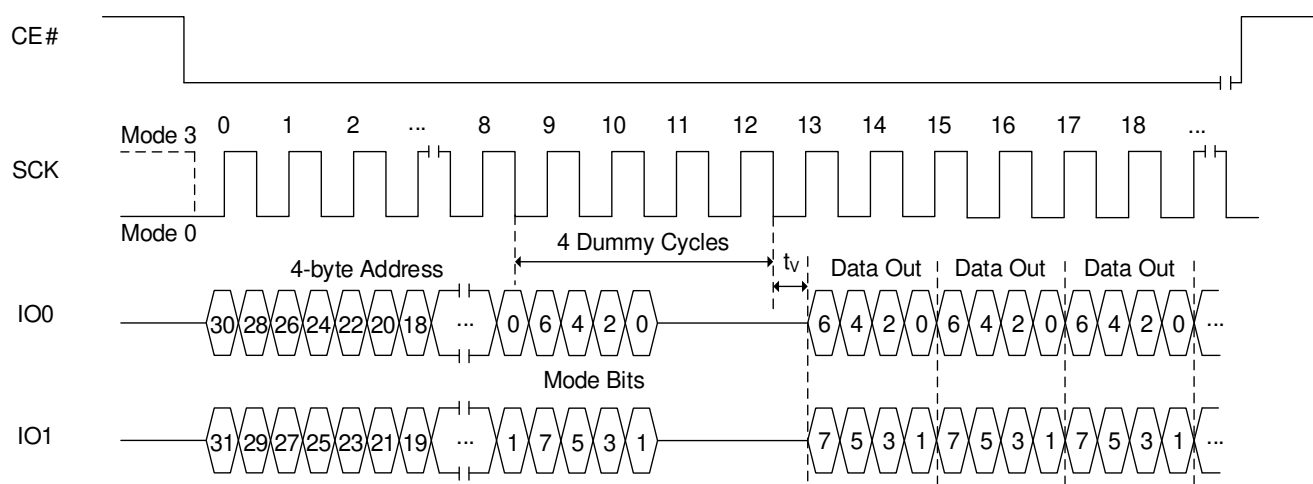 CE#
0 1 2 ... 8 9 10 11 12 13 14 15 16 17 18 ...
Mode 3
SCK
Mode 0
4 Dummy Cycles
4-byte Address tV Data Out Data Out Data Out
IO0 30 28 26 24 22 20 18 ... 0 6 4 2 0 6 4 2 0 6 4 2 0 6 4 2 0 ...
Mode Bits
IO1 31 29 27 25 23 21 19 ... 1 7 5 3 1 7 5 3 1 7 5 3 1 7 5 3 1 ...